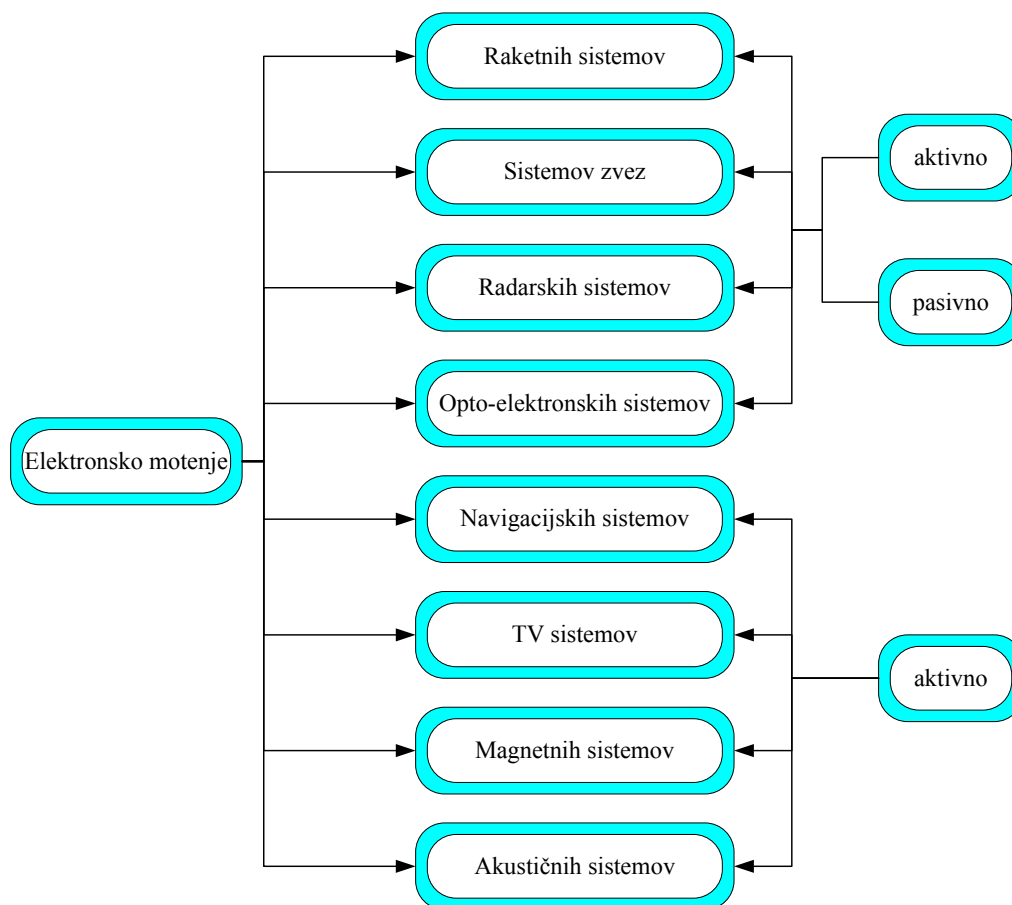 Raketnih sistemov
Sistemov zvez
Radarskih sistemov
Opto-elektronskih sistemov
Elektronsko motenje
Navigacijskih sistemov
TV sistemov
Magnetnih sistemov
Akustičnih sistemov
aktivno
pasivno
aktivno